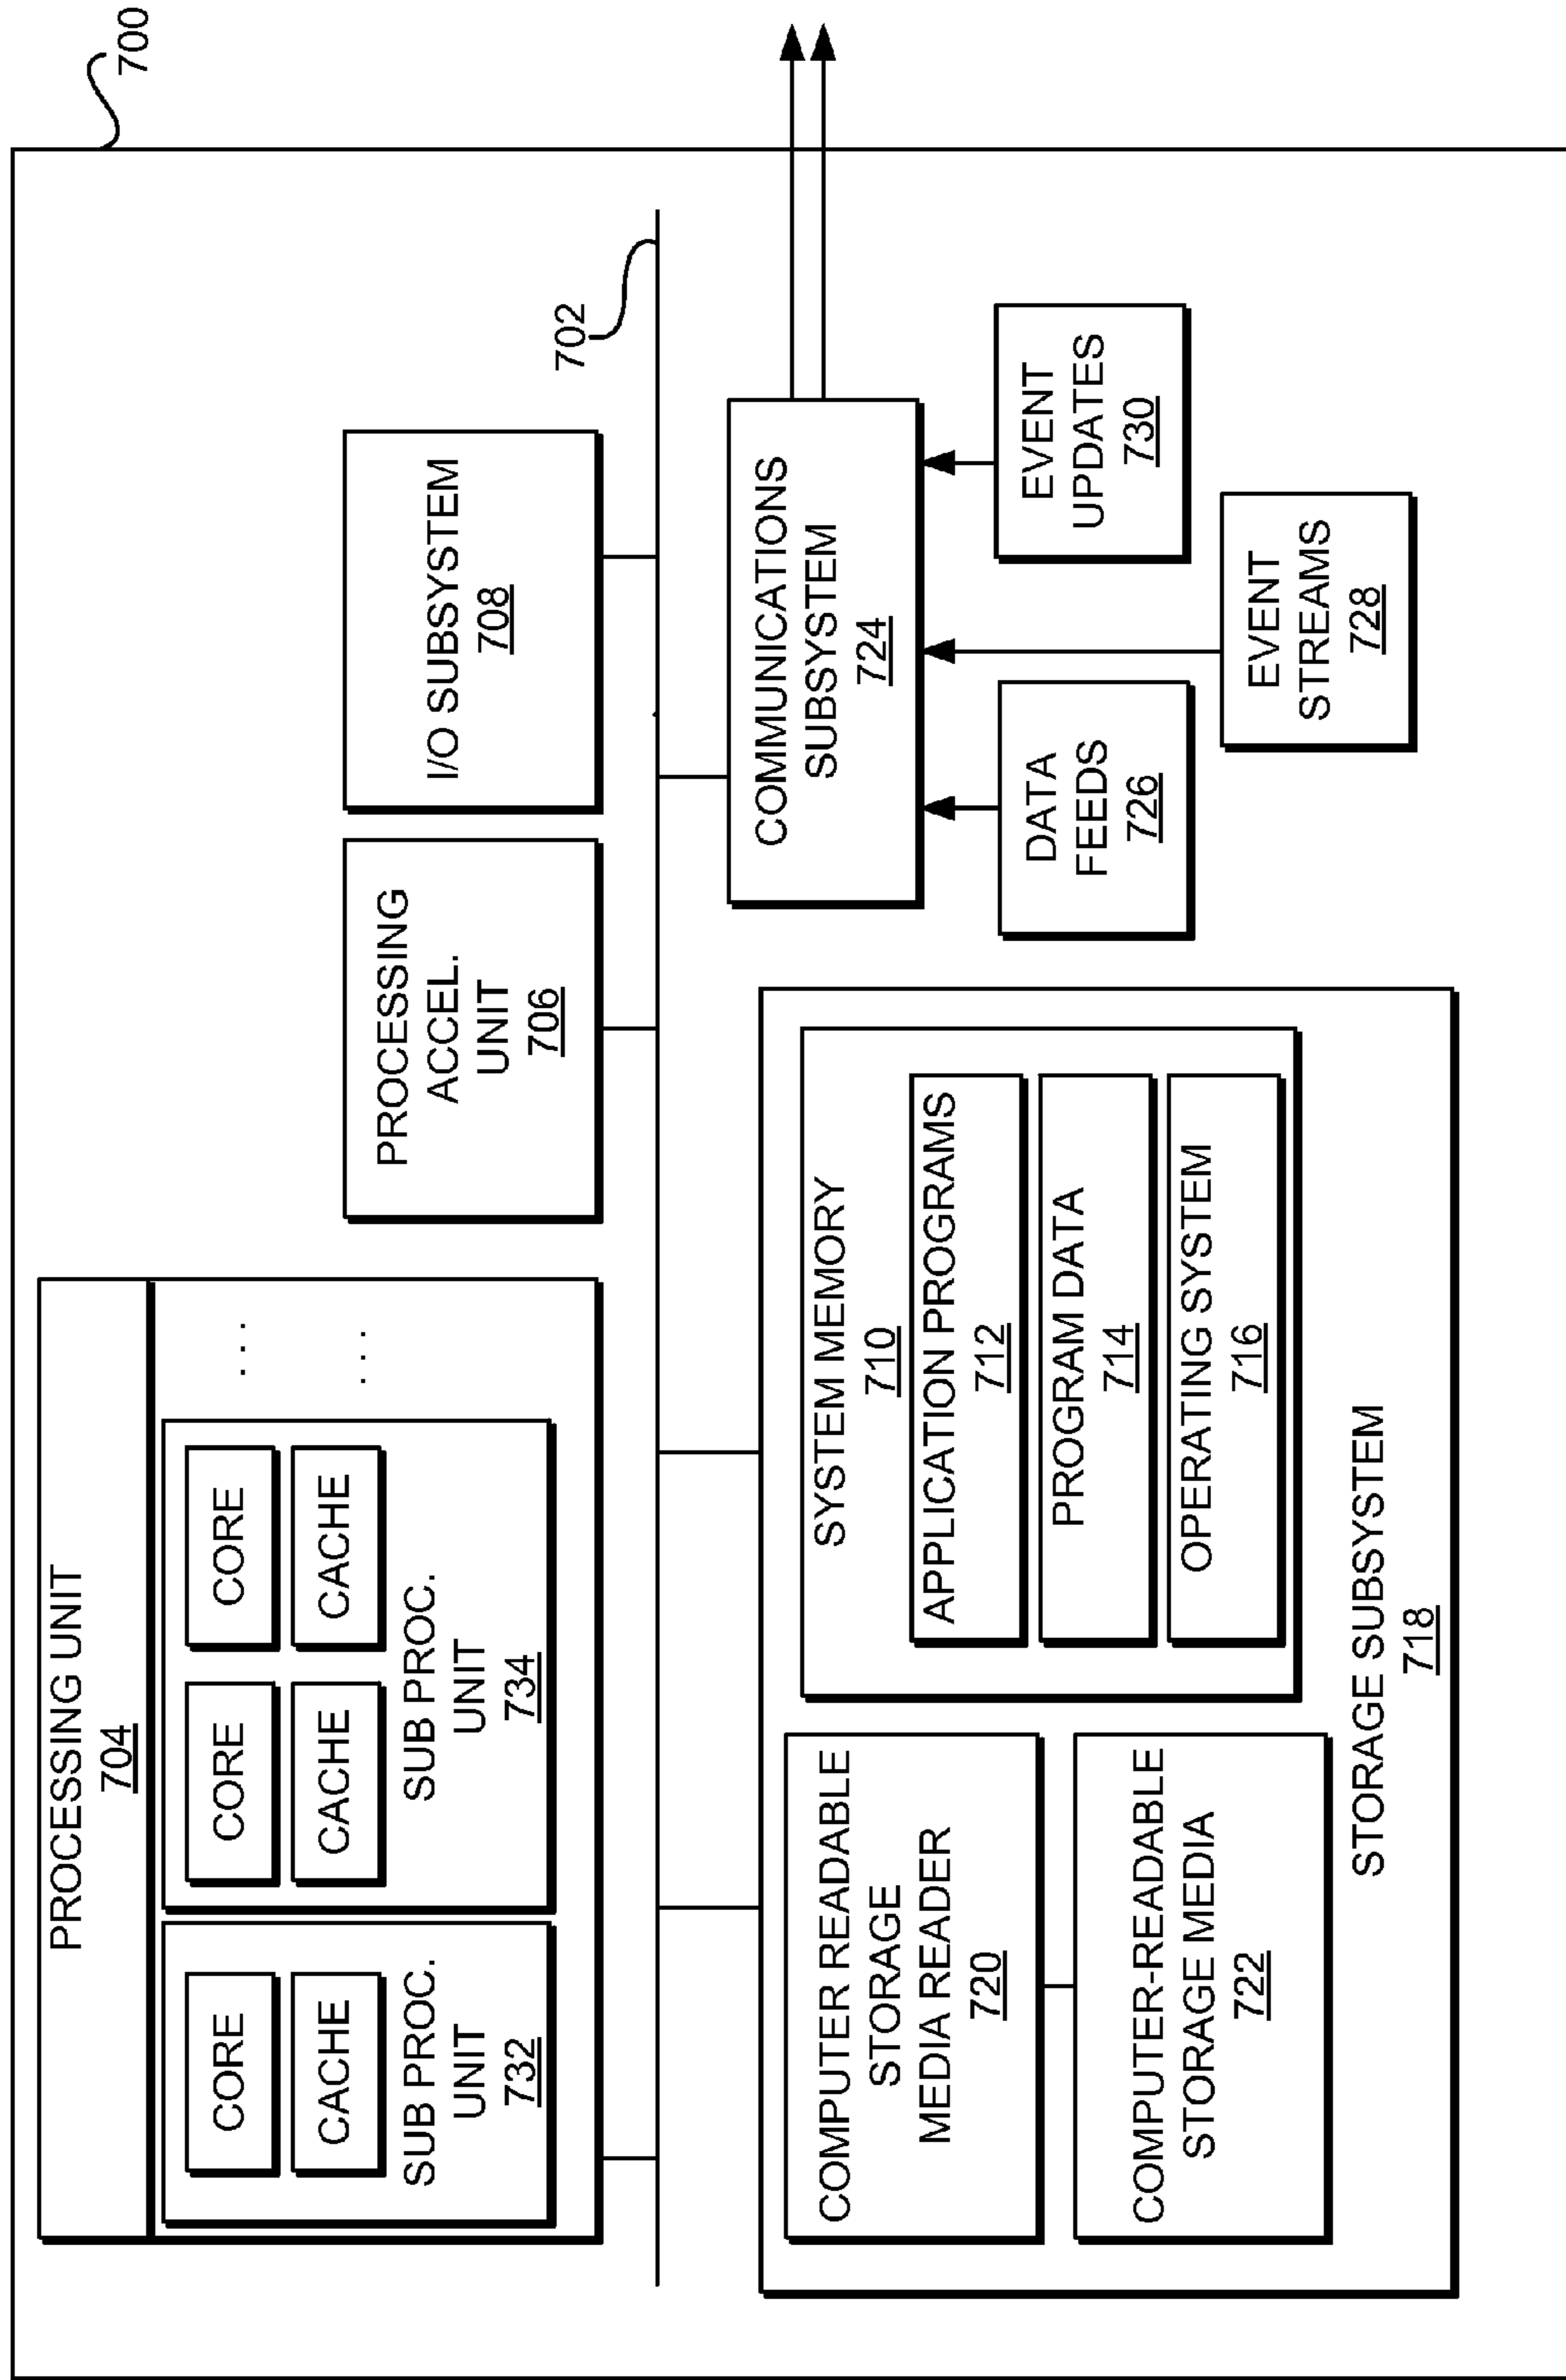 700
PROCESSING UNIT
704
CORE
CACHE
SUB PROC.
UNIT
732
CORE
CORE
CACHE
CACHE
SUB PROC.
UNIT
734
. . .
. . .
PROCESSING
ACCEL.
UNIT
706
I/O SUBSYSTEM
708
702
COMPUTER READABLE
STORAGE
MEDIA READER
720
COMPUTER-READABLE
STORAGE MEDIA
722
SYSTEM MEMORY
710
APPLICATION PROGRAMS
712
PROGRAM DATA
714
OPERATING SYSTEM
716
STORAGE SUBSYSTEM
718
COMMUNICATIONS
SUBSYSTEM
724
DATA
FEEDS
726
EVENT
STREAMS
728
EVENT
UPDATES
730